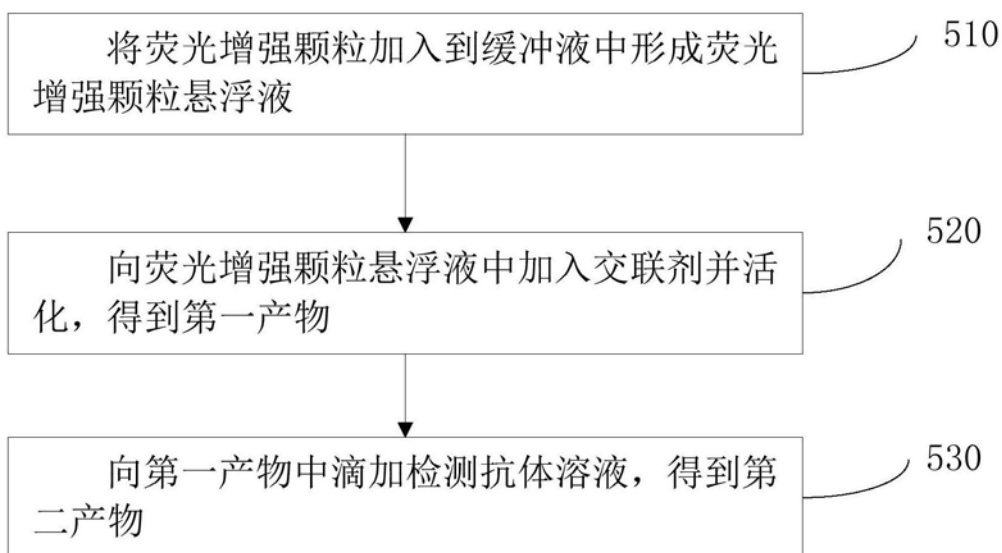 将荧光增强颗粒加入到缓冲液中形成荧光
增强颗粒悬浮液
510
向荧光增强颗粒悬浮液中加入交联剂并活
化，得到第一产物
520
向第一产物中滴加检测抗体溶液，得到第
二产物
530